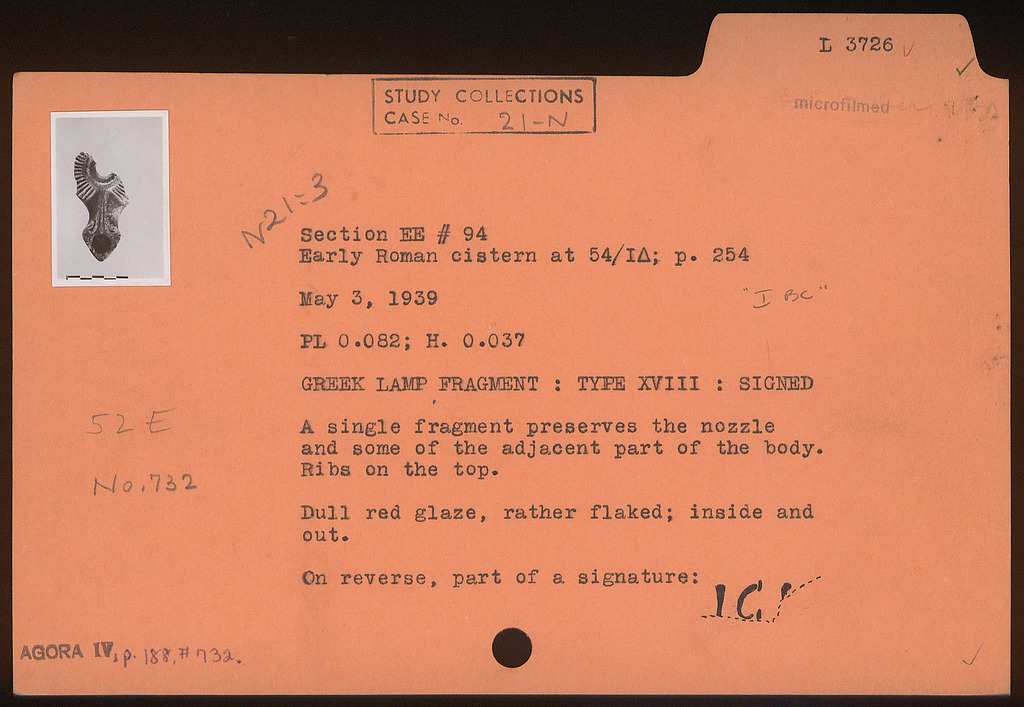 L 3726
microfilmed
STUDY COLLECTIONS
CASE No. 21-N
N21=3
Section EE # 94
Early Roman cistern at 54/ΙΔ; p. 254
May 3, 1939
"I BC"
PL 0.082; H. 0.037
GREEK LAMP FRAGMENT : TYPE XVIII : SIGNED
52 E
No. 732
A single fragment preserves the nozzle
and some of the adjacent part of the body.
Ribs on the top.
Dull red glaze, rather flaked; inside and
out.
On reverse, part of a signature:
AGORA IV, p. 188, # 732.